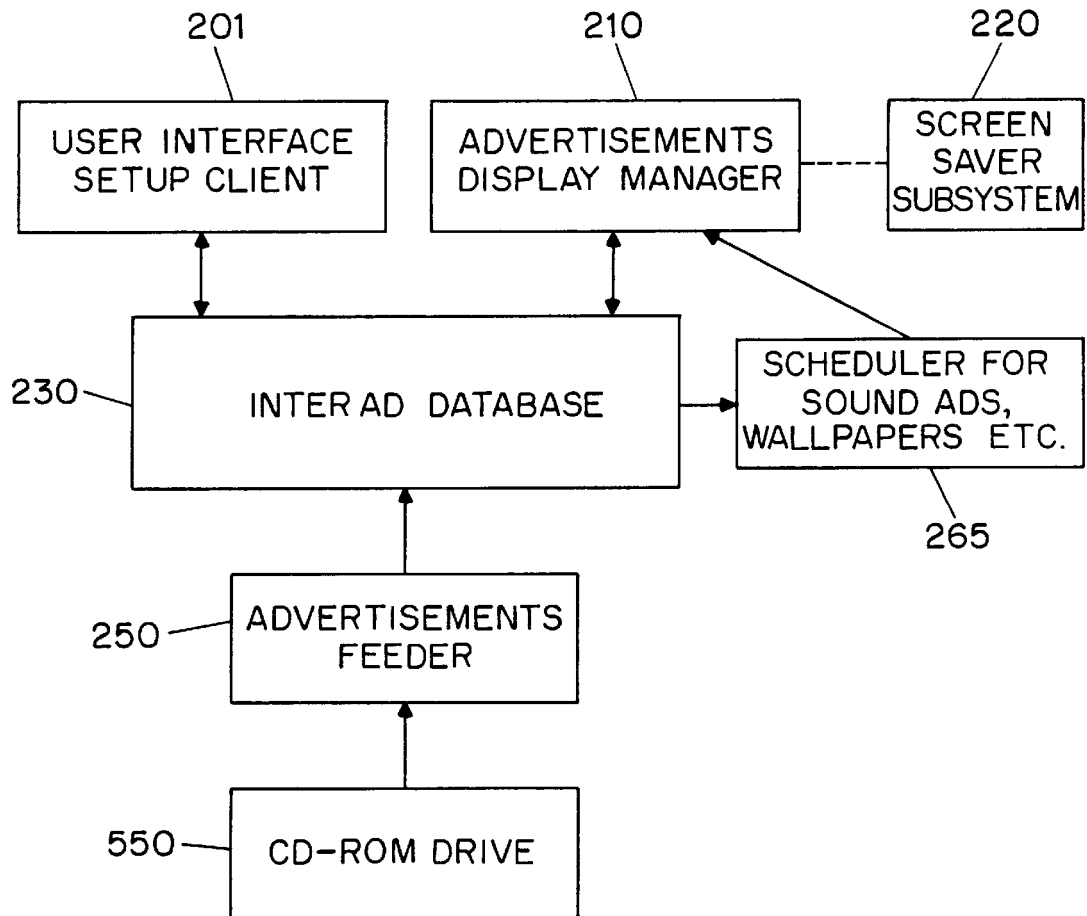 201
210
220
USER INTERFACE
SETUP CLIENT
ADVERTISEMENTS
DISPLAY MANAGER
SCREEN
SAVER
SUBSYSTEM
230
INTER AD DATABASE
SCHEDULER FOR
SOUND ADS,
WALLPAPERS ETC.
265
250
ADVERTISEMENTS
FEEDER
550
CD-ROM DRIVE